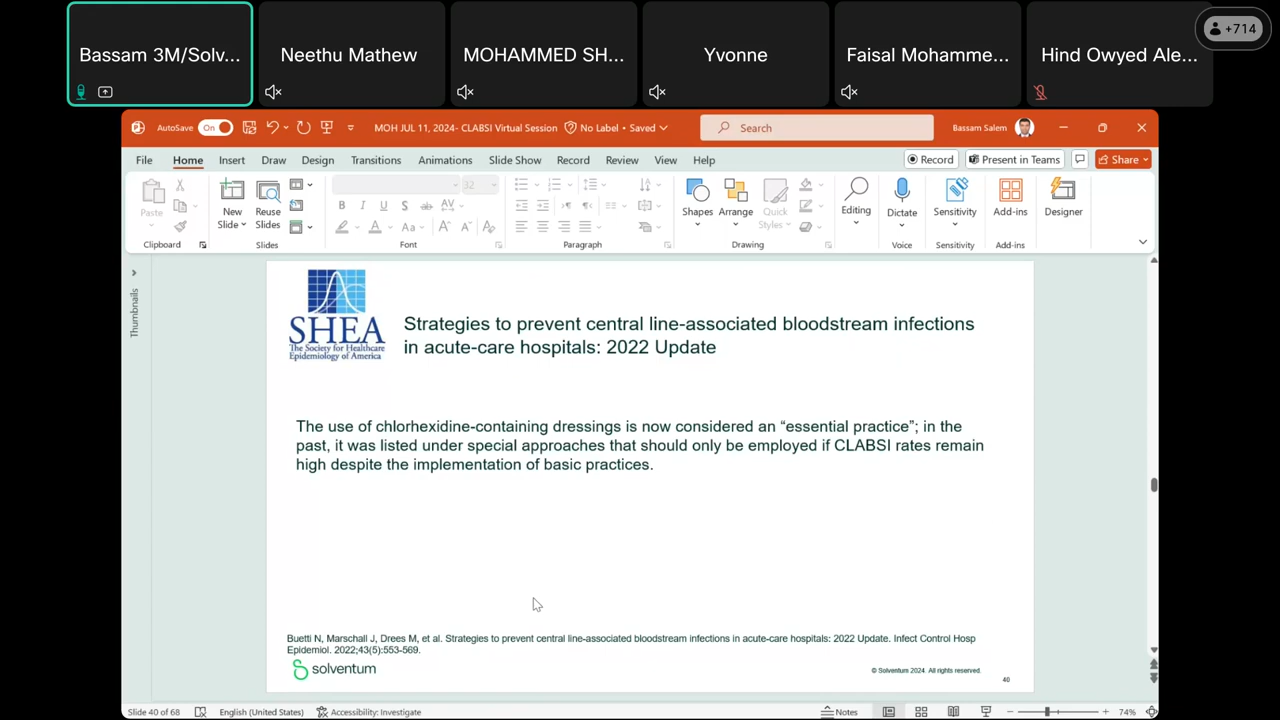 Bassam 3M/Solv...
Neethu Mathew
MOHAMMED SH...
Yvonne
Faisal Mohamme...
Hind Owyed Ale...
+714
AutoSave On
MOH JUL 11, 2024- CLABSI Virtual Session
No Label • Saved
Search
Bassam Salem
File Home Insert Draw Design Transitions Animations Slide Show Record Review View Help
Record
Present in Teams
Share
Paste
New Slide
Reuse Slides
32
B I U S ab AV
A Aa A A A
Shapes
Arrange
Quick Styles
Editing
Dictate
Sensitivity
Add-ins
Designer
Clipboard
Slides
Font
Paragraph
Drawing
Voice
Sensitivity
Add-ins
Thumbnails
SHEA
The Society for Healthcare
Epidemiology of America
Strategies to prevent central line-associated bloodstream infections
in acute-care hospitals: 2022 Update
The use of chlorhexidine-containing dressings is now considered an “essential practice”; in the
past, it was listed under special approaches that should only be employed if CLABSI rates remain
high despite the implementation of basic practices.
Buetti N, Marschall J, Drees M, et al. Strategies to prevent central line-associated bloodstream infections in acute-care hospitals: 2022 Update. Infect Control Hosp
Epidemiol. 2022;43(5):553-569.
solventum
© Solventum 2024. All rights reserved.
40
Slide 40 of 68
English (United States)
Accessibility: Investigate
Notes
74%